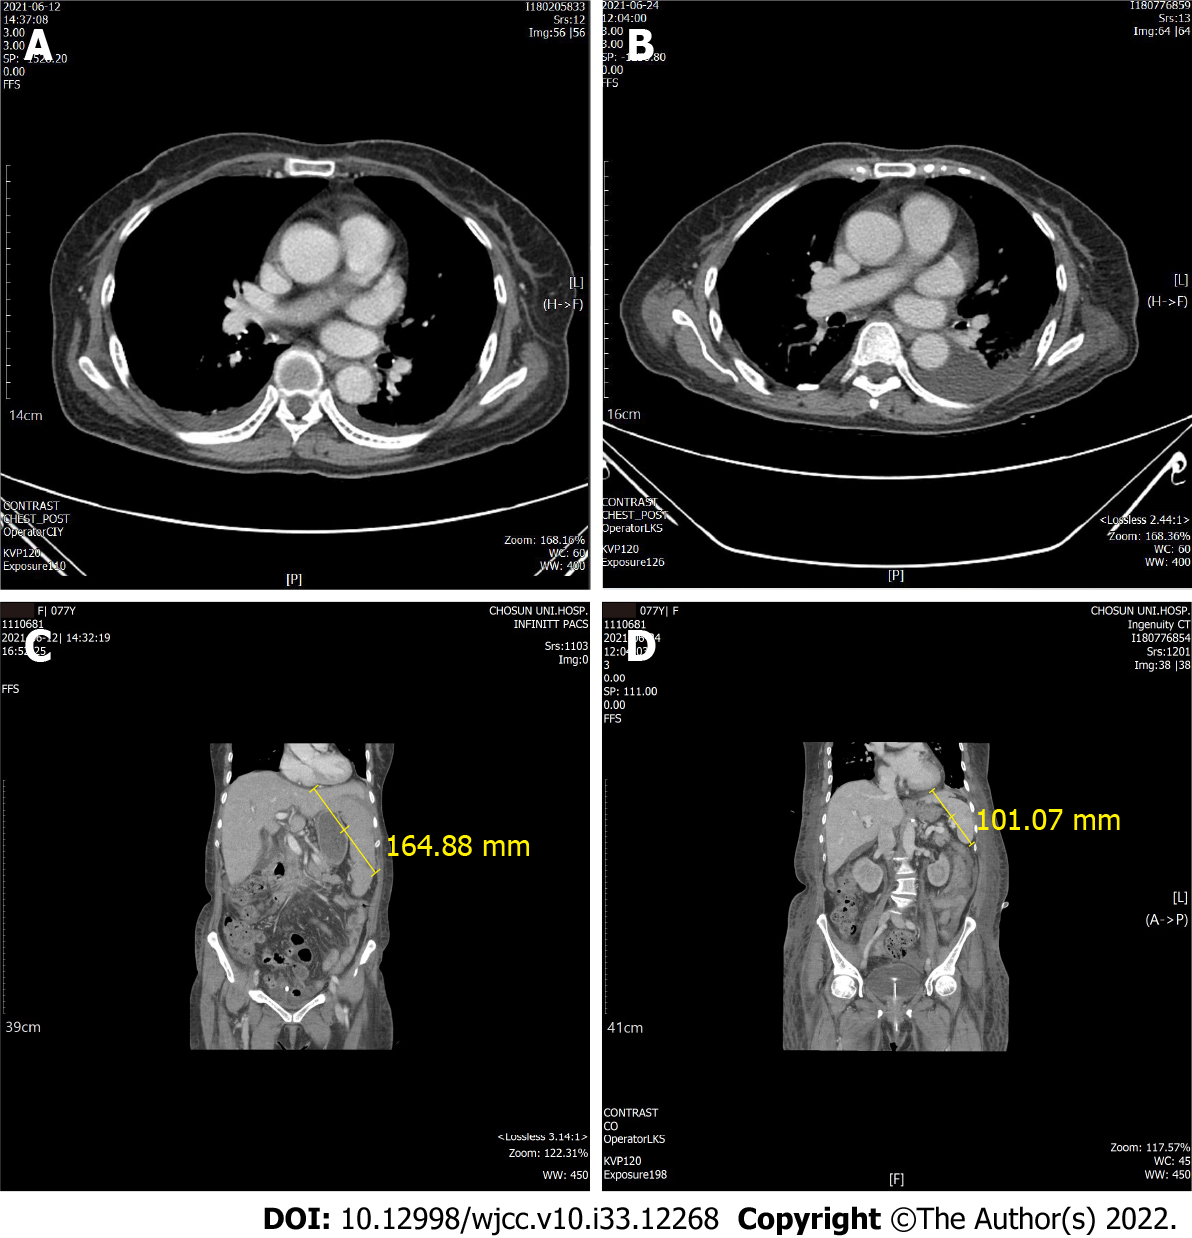 2021-06-12
14:37:08
3.00
3.00
0.00
FFS
A
I180205833
Srs:12
Img:56 |56
[L]
(H->F)
14cm
CONTRAST
CHEST_POST
OperatorCIY
KVP120
Zoom: 168.16%
WC: 60
WW: 400
[P]
2021-06-24
12:04:00
3.00
3.00
0.00
FFS
B
I180776859
Srs:13
Img:64 |64
[L]
(H->F)
16cm
CONTRAST
CHEST_POST
OperatorLKS
KVP120
Exposure126
<Lossless 2.44:1>
Zoom: 168.36%
WC: 60
WW: 400
[P]
F| 077Y
1110681
2021-06-12| 14:32:19
FFS
C
CHOSUN UNI.HOSP.
INFINITT PACS
Srs:1103
Img:0
164.88 mm
39cm
<Lossless 3.14:1>
Zoom: 122.31%
WW: 450
077Y| F
1110681
3
0.00
SP: 111.00
0.00
FFS
D
CHOSUN UNI.HOSP.
Ingenuity CT
I180776854
Srs:1201
Img:38 |38
101.07 mm
[L]
(A->P)
41cm
CONTRAST
CO
OperatorLKS
KVP120
Exposure198
Zoom: 117.57%
WC: 45
WW: 450
[F]
DOI: 10.12998/wjcc.v10.i33.12268 Copyright ©The Author(s) 2022.